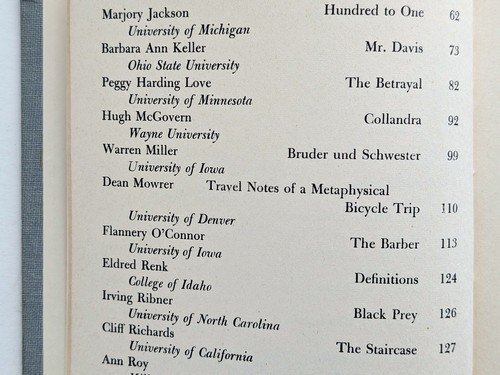 Marjory Jackson Hundred to One 62
University of Michigan
Barbara Ann Keller Mr. Davis 73
Ohio State University
Peggy Harding Love The Betrayal 82
University of Minnesota
Hugh McGovern Collandra 92
Wayne University
Warren Miller Bruder und Schwester 99
University of Iowa
Dean Mowrer Travel Notes of a Metaphysical
Bicycle Trip 110
University of Denver
Flannery O'Connor The Barber 113
University of Iowa
Eldred Renk Definitions 124
College of Idaho
Irving Ribner Black Prey 126
University of North Carolina
Cliff Richards The Staircase 127
University of California
Ann Roy